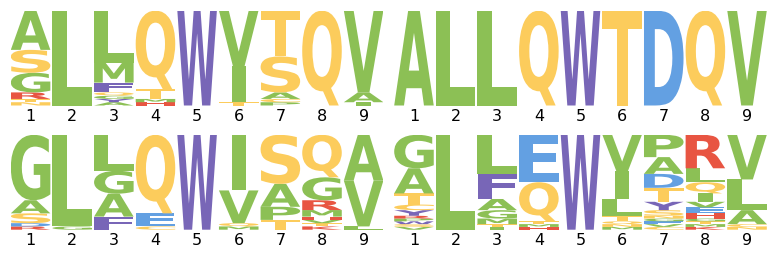 A L L Q W V T Q V A L L Q W T D Q V
S M T I S A
G F A
R
1 2 3 4 5 6 7 8 9 1 2 3 4 5 6 7 8 9
G L L Q W I S Q A G L L E W V P R V
A G E V A G V A F Q I A L L
S A P R T A L D Q A
F T M G T
1 2 3 4 5 6 7 8 9 1 2 3 4 5 6 7 8 9